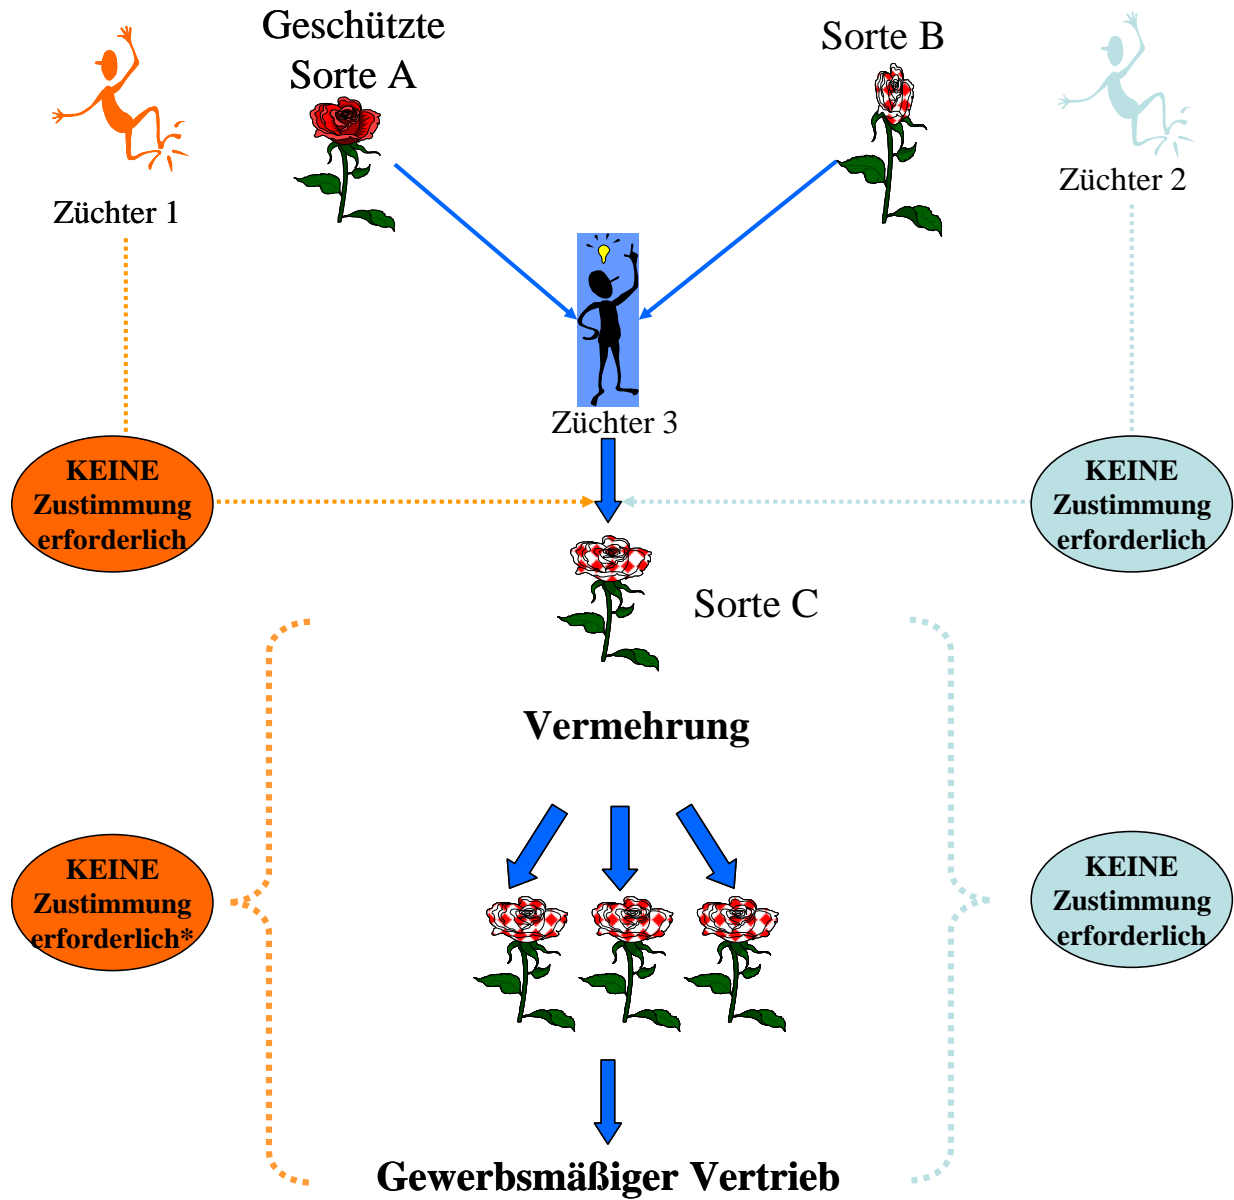 Geschützte
Sorte A
Sorte B
Züchter 1
Züchter 2
Züchter 3
KEINE
Zustimmung
erforderlich
KEINE
Zustimmung
erforderlich
Sorte C
Vermehrung
KEINE
Zustimmung
erforderlich*
KEINE
Zustimmung
erforderlich
Gewerbsmäßiger Vertrieb